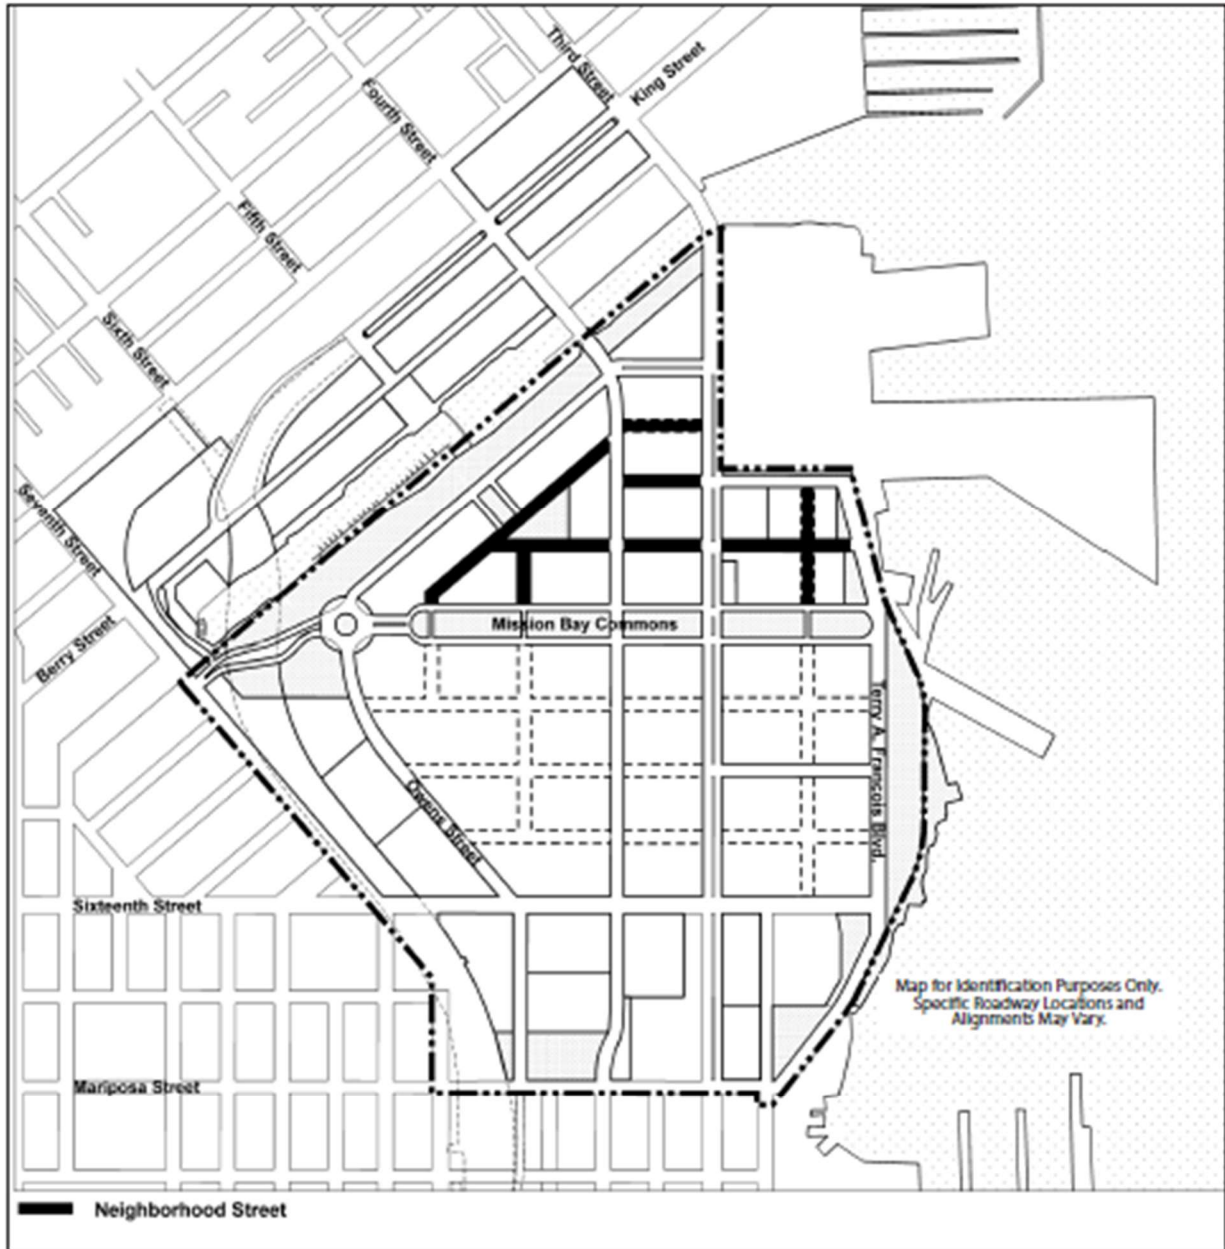 Third Street
King Street
Fourth Street
Fifth Street
Sixth Street
Seventh Street
Berry Street
Mission Bay Commons
Terry A. Francois Blvd.
Owens Street
Sixteenth Street
Map for Identification Purposes Only.
Specific Roadway Locations and
Alignments May Vary.
Mariposa Street
Neighborhood Street